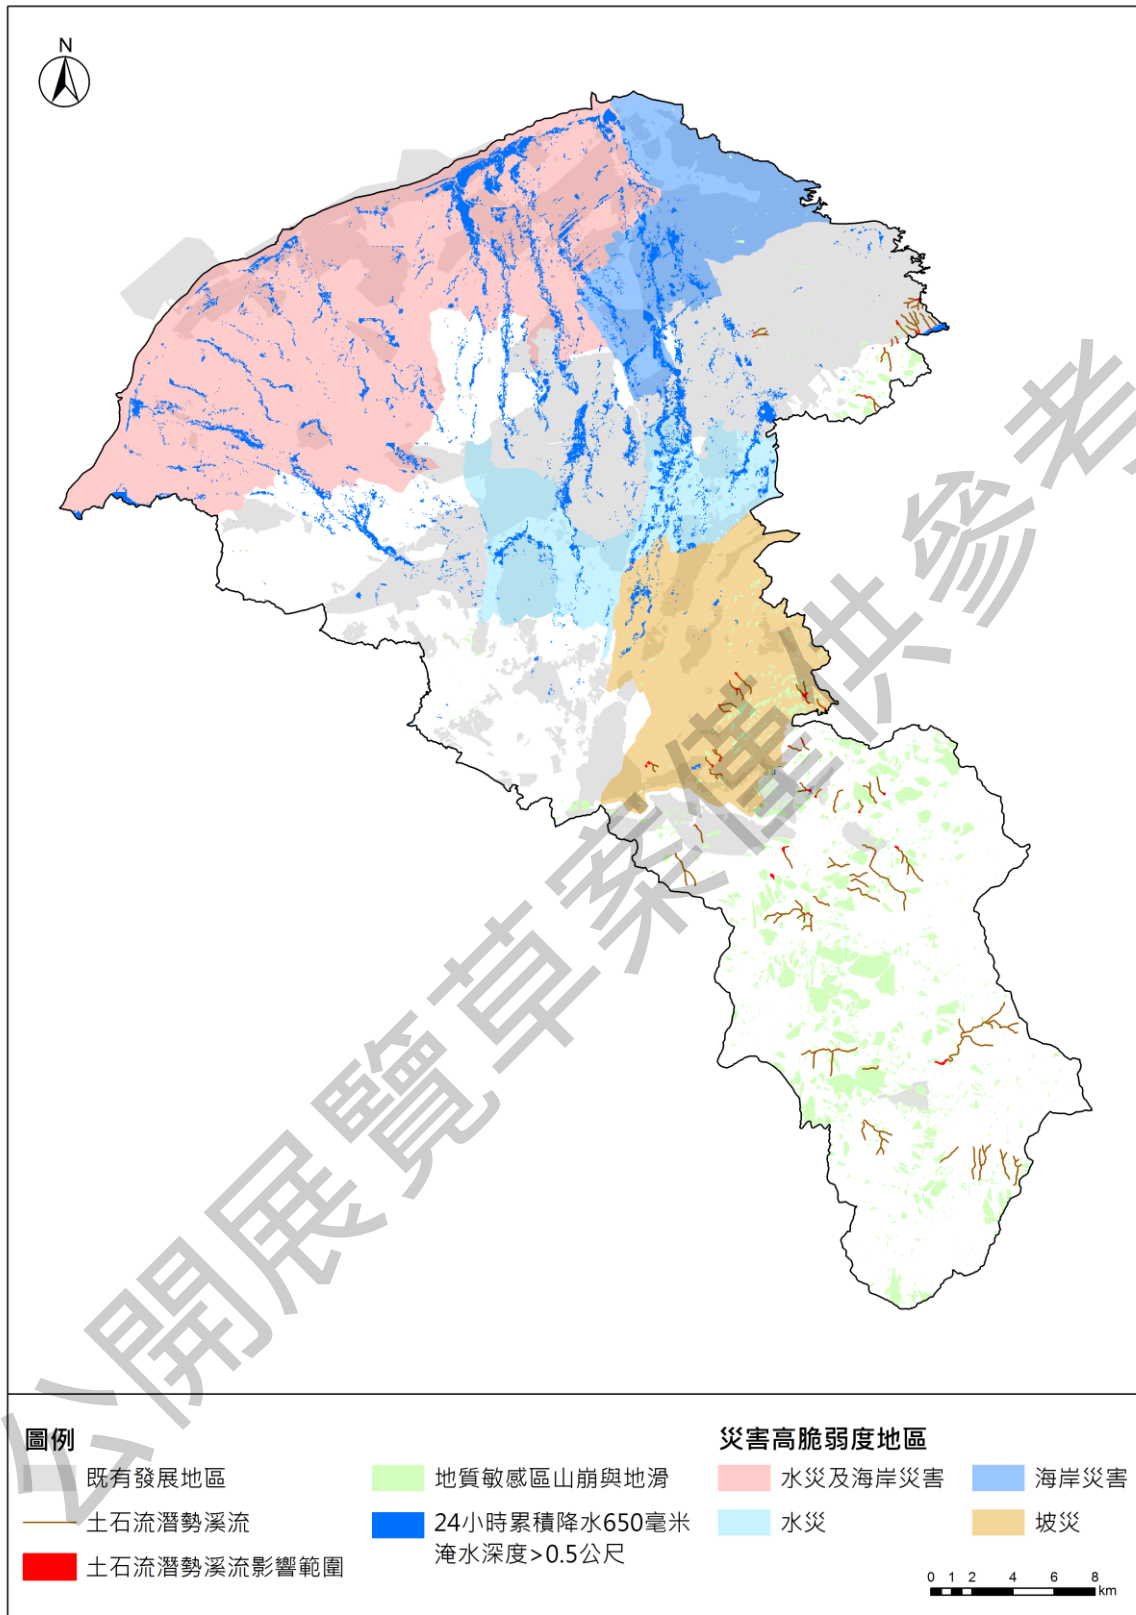 N
公開展覽草案僅供參考
圖例
既有發展地區
土石流潛勢溪流
土石流潛勢溪流影響範圍
地質敏感區山崩與地滑
24小時累積降水650毫米
淹水深度>0.5公尺
災害高脆弱度地區
水災及海岸災害
海岸災害
水災
坡災
0 1 2 4 6 8
km